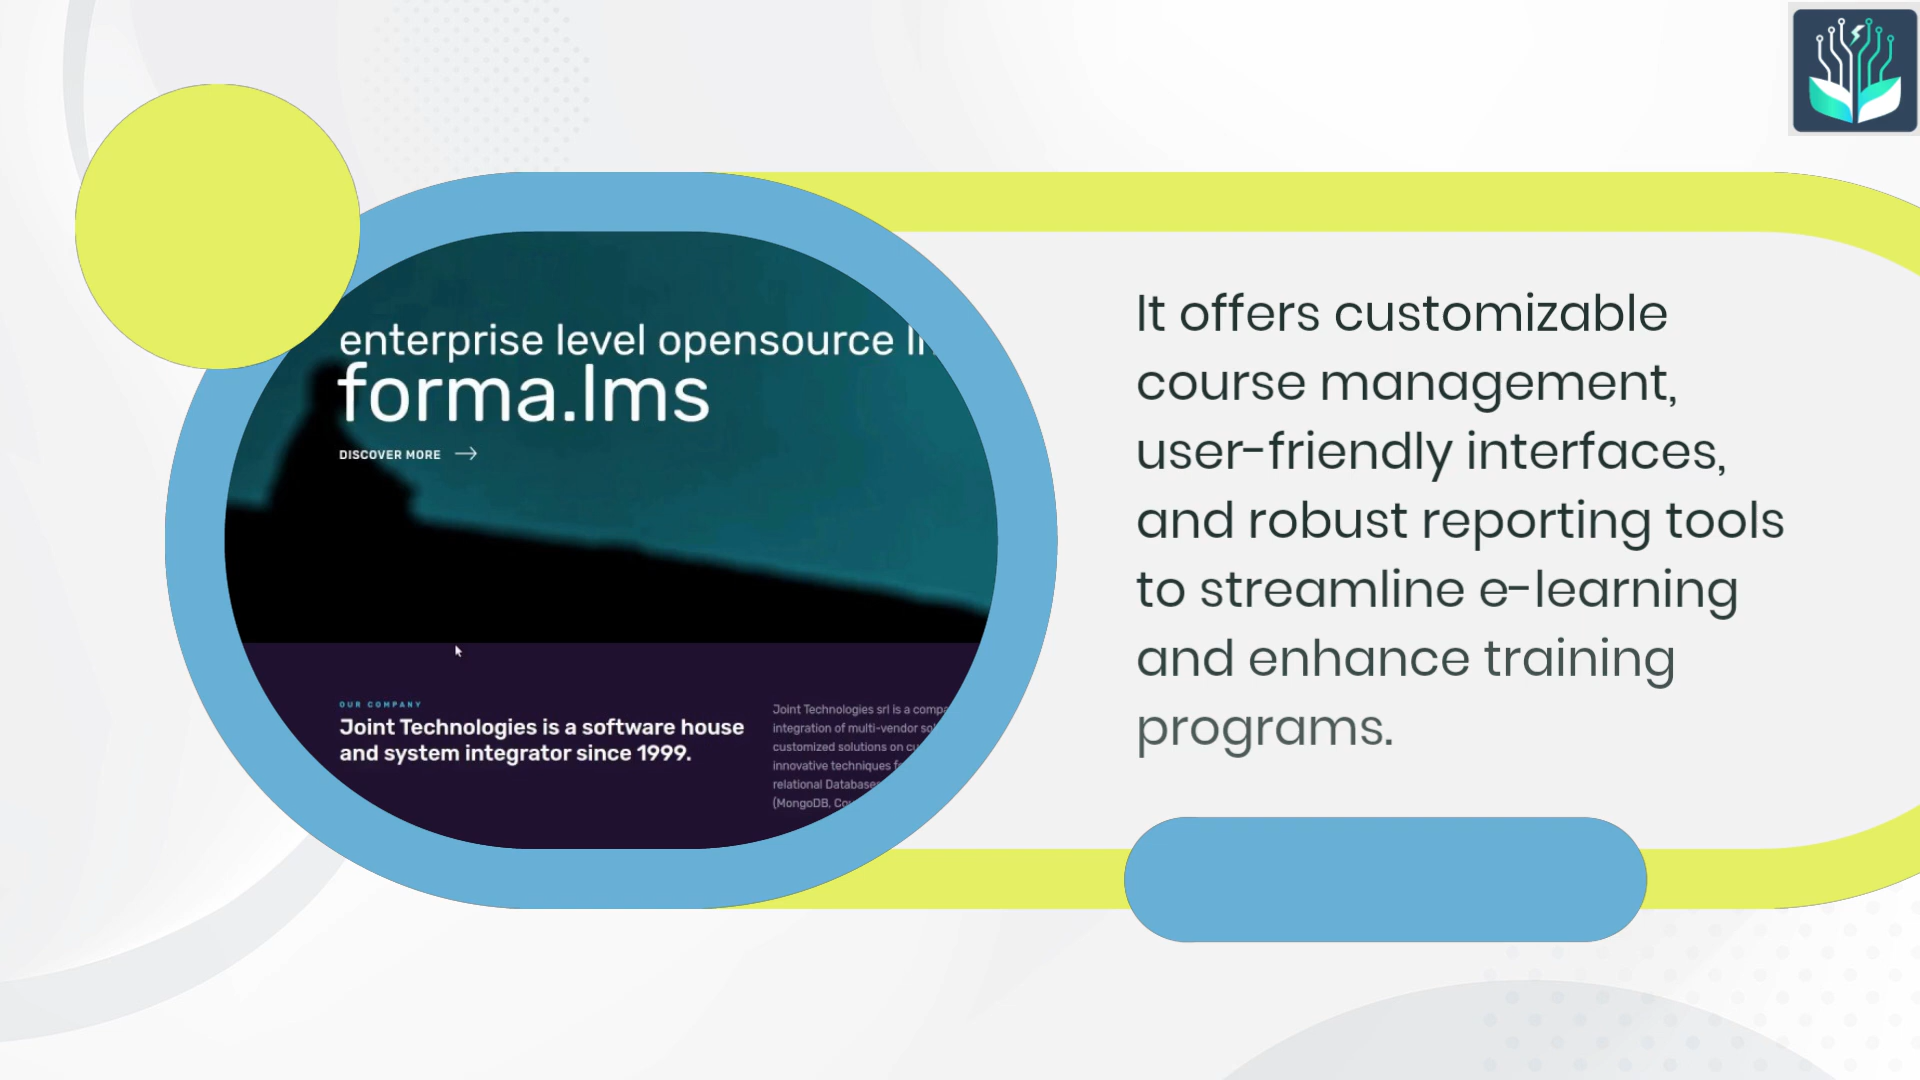 enterprise level opensource
forma.lms
DISCOVER MORE
OUR COMPANY
Joint Technologies is a software house
and system integrator since 1999.
Joint Technologies srl is a
integration of multi-vendor
customized solutions on
innovative techniques
relational
(MongoDB,
It offers customizable
course management,
user-friendly interfaces,
and robust reporting tools
to streamline e-learning
and enhance training
programs.